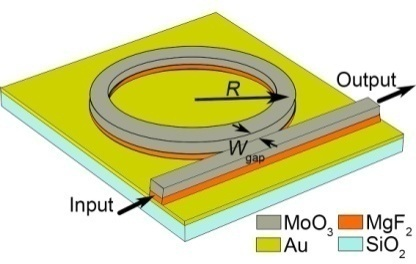 R
Output
W gap
Input
MoO₃ MgF₂
Au SiO₂